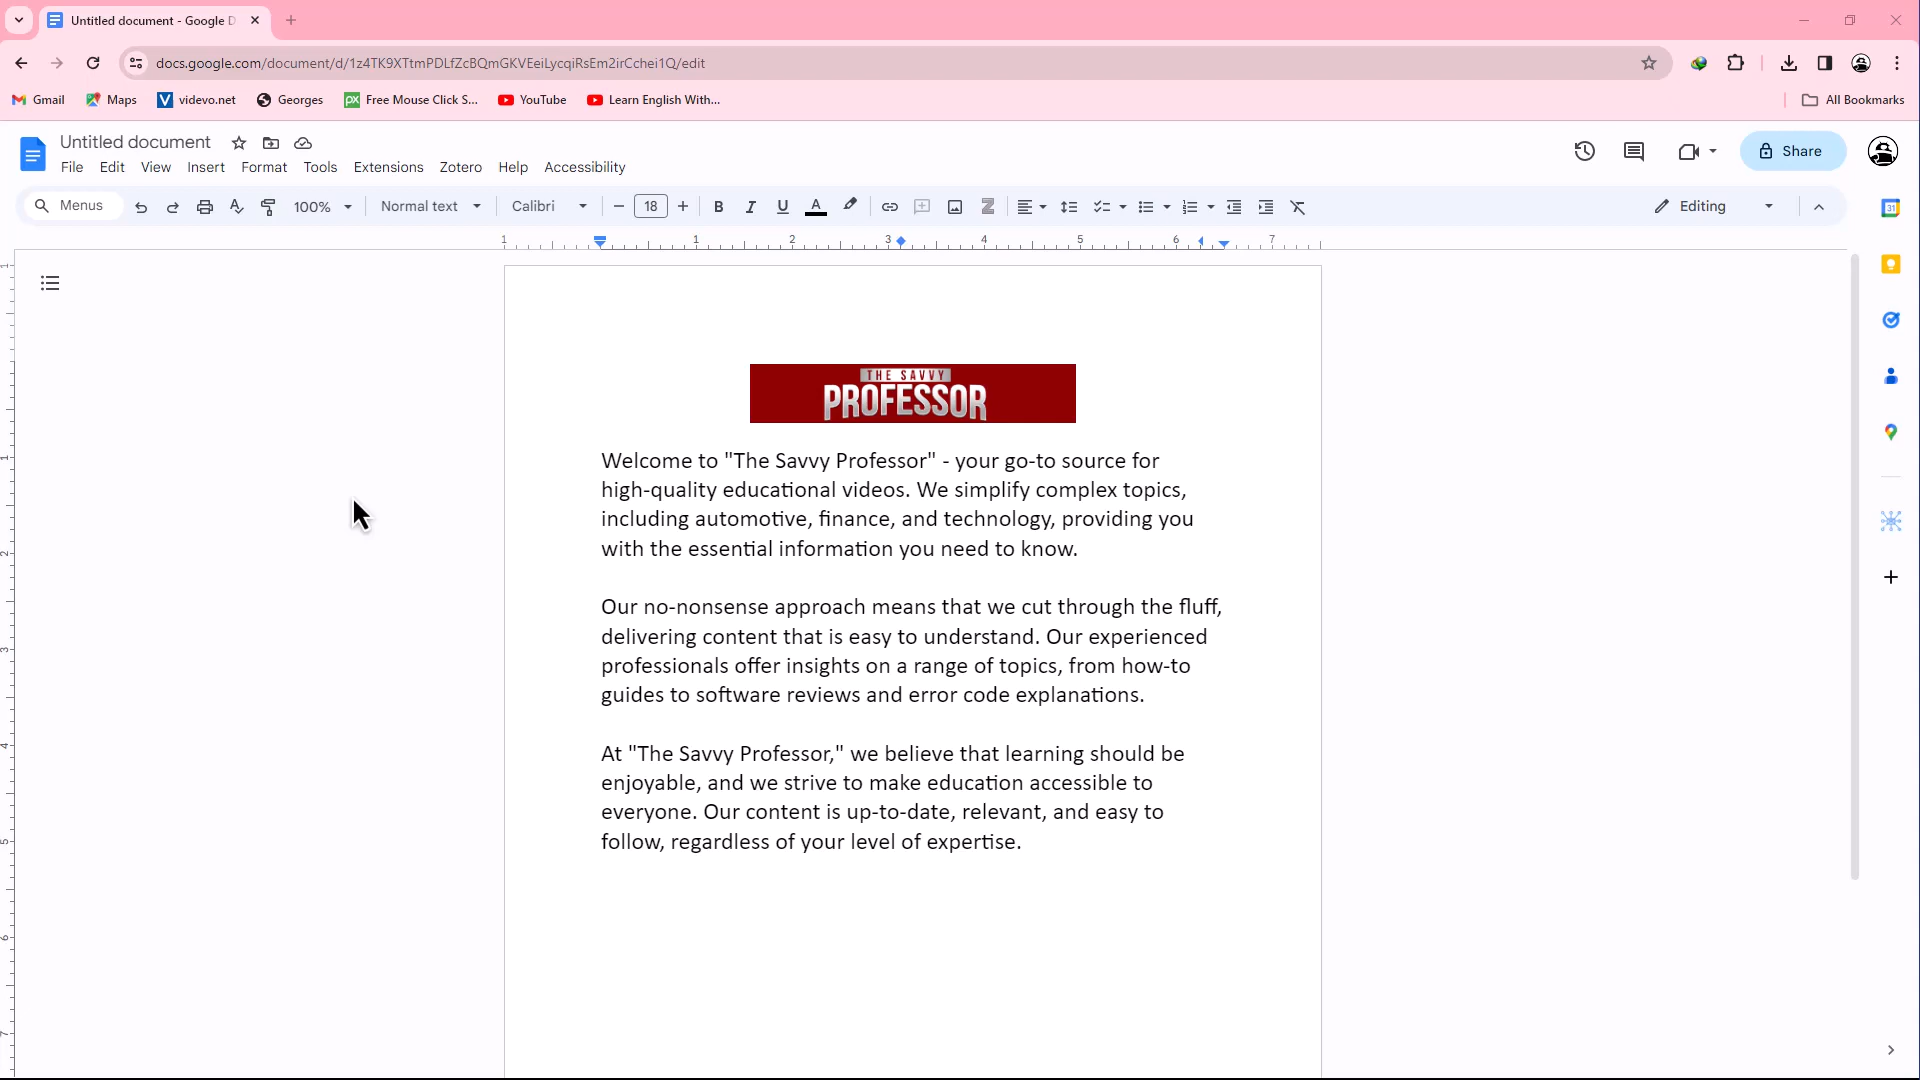 Untitled document - Google D
docs.google.com/document/d/1z4TK9XTtmPDLfZcBQmGKVEeiLycqiRsEm2irCchei1Q/edit
Gmail Maps videvo.net Georges Free Mouse Click S... YouTube Learn English With... All Bookmarks
Untitled document
File Edit View Insert Format Tools Extensions Zotero Help Accessibility
Share
Menus 100% Normal text Calibri 18 Editing
1 1 2 3 4 5 6 7
THE SAVVY
PROFESSOR
Welcome to "The Savvy Professor" - your go-to source for
high-quality educational videos. We simplify complex topics,
including automotive, finance, and technology, providing you
with the essential information you need to know.
Our no-nonsense approach means that we cut through the fluff,
delivering content that is easy to understand. Our experienced
professionals offer insights on a range of topics, from how-to
guides to software reviews and error code explanations.
At "The Savvy Professor," we believe that learning should be
enjoyable, and we strive to make education accessible to
everyone. Our content is up-to-date, relevant, and easy to
follow, regardless of your level of expertise.